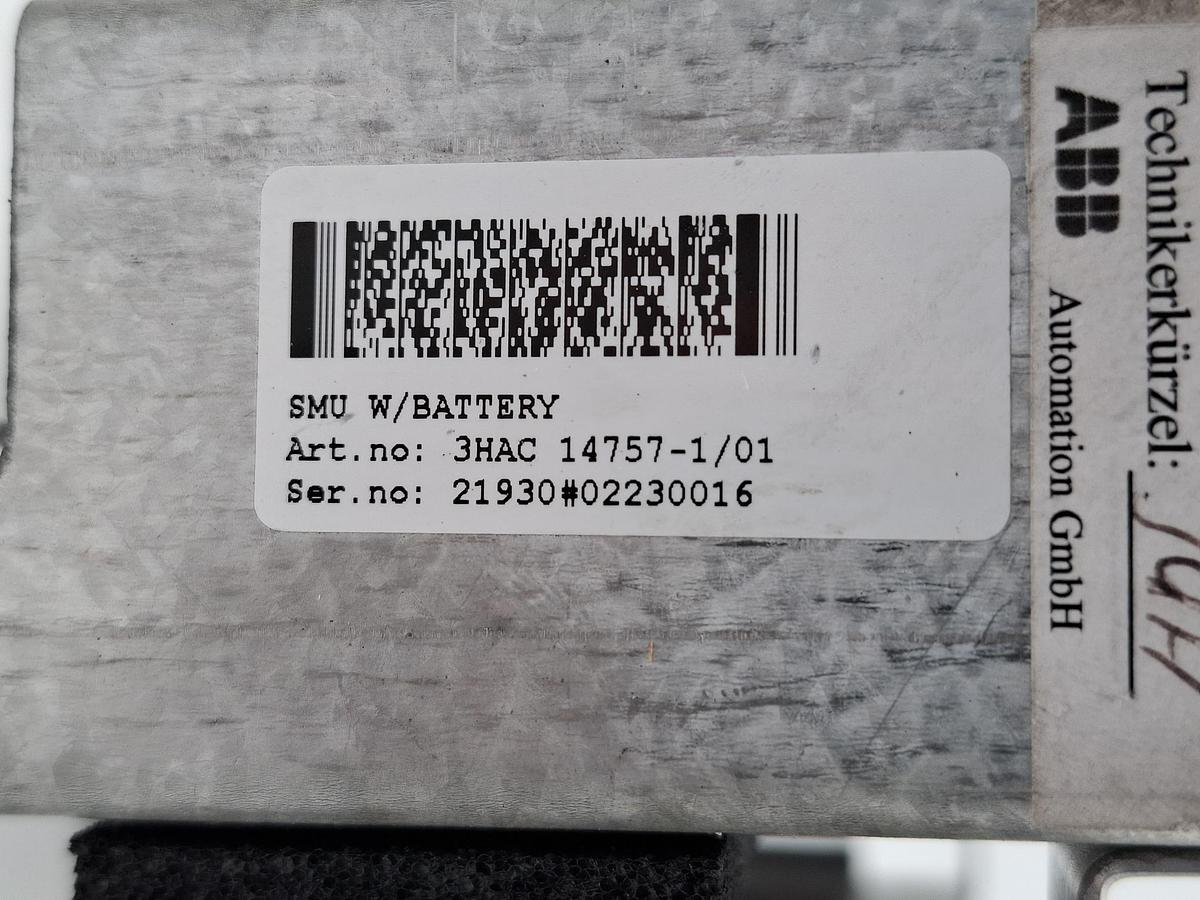 SMU W/BATTERY
Art.no: 3HAC 14757-1/01
Ser.no: 21930#02230016
Technikerkürzel:
ABB Automation GmbH